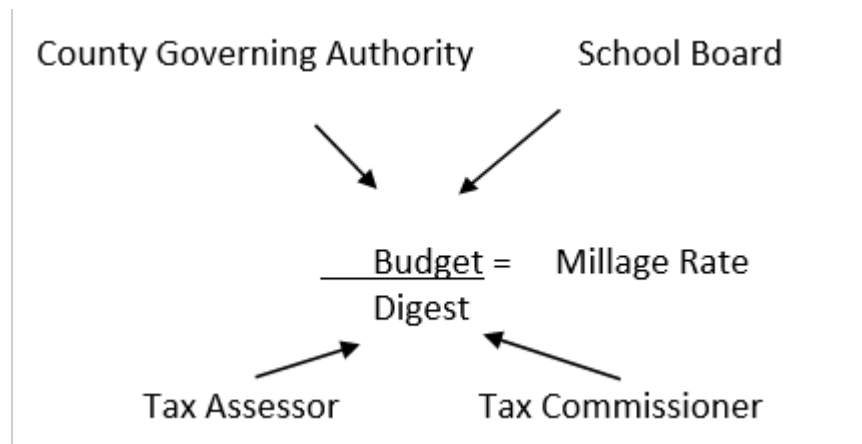 County Governing Authority School Board
Budget = Millage Rate
Digest
Tax Assessor Tax Commissioner